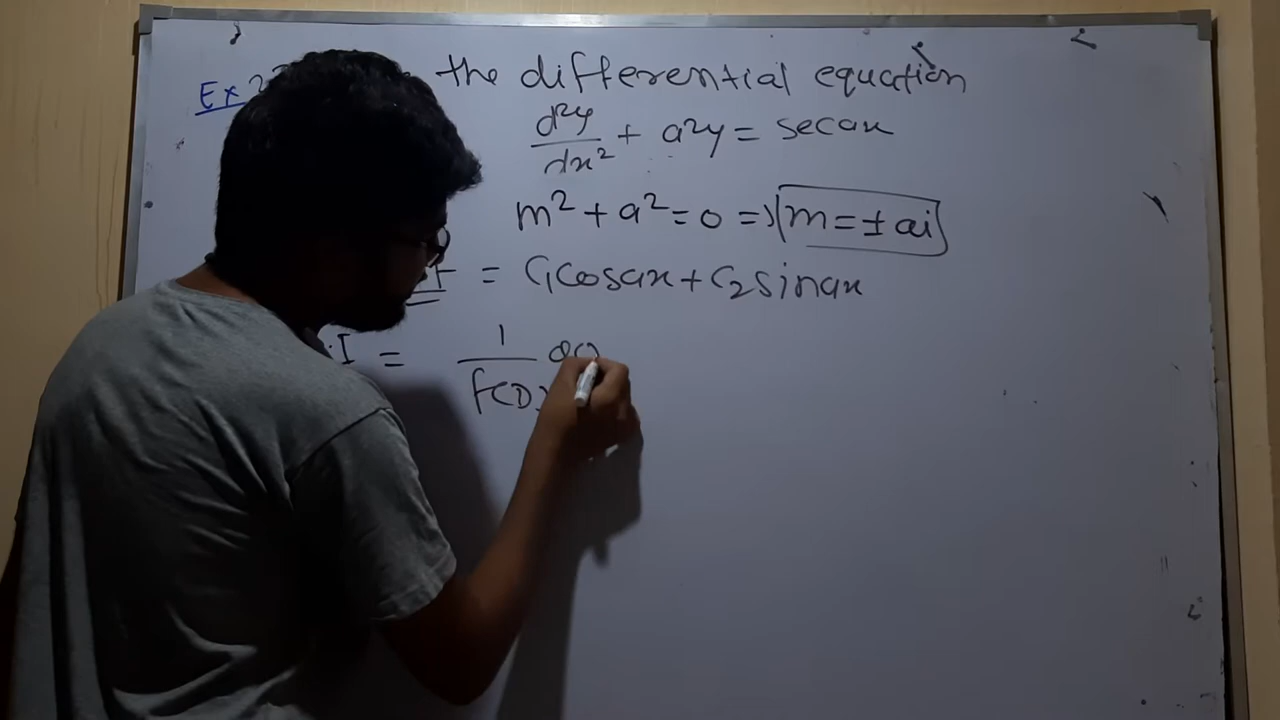 Ex 2 the differential equation
d²y/dx² + a²y = secax
m² + a² = 0 => m = ± ai
= C₁cosax + C₂sinax
.I = 1/f(D)